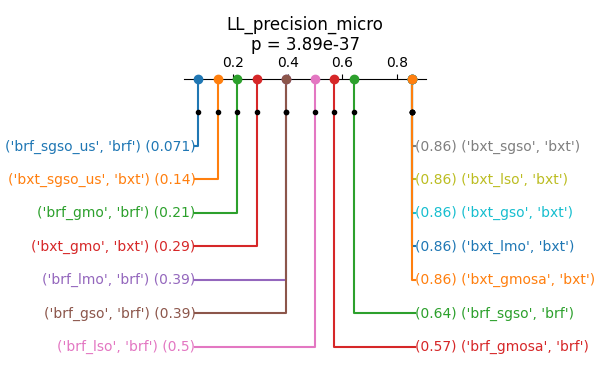 LL_precision_micro
p = 3.89e-37
0.2 0.4 0.6 0.8
('brf_sgso_us', 'brf') (0.071)
(0.86) ('bxt_sgso', 'bxt')
('bxt_sgso_us', 'bxt') (0.14)
(0.86) ('bxt_lso', 'bxt')
('brf_gmo', 'brf') (0.21)
(0.86) ('bxt_gso', 'bxt')
('bxt_gmo', 'bxt') (0.29)
(0.86) ('bxt_lmo', 'bxt')
('brf_lmo', 'brf') (0.39)
(0.86) ('bxt_gmosa', 'bxt')
('brf_gso', 'brf') (0.39)
(0.64) ('brf_sgso', 'brf')
('brf_lso', 'brf') (0.5)
(0.57) ('brf_gmosa', 'brf')